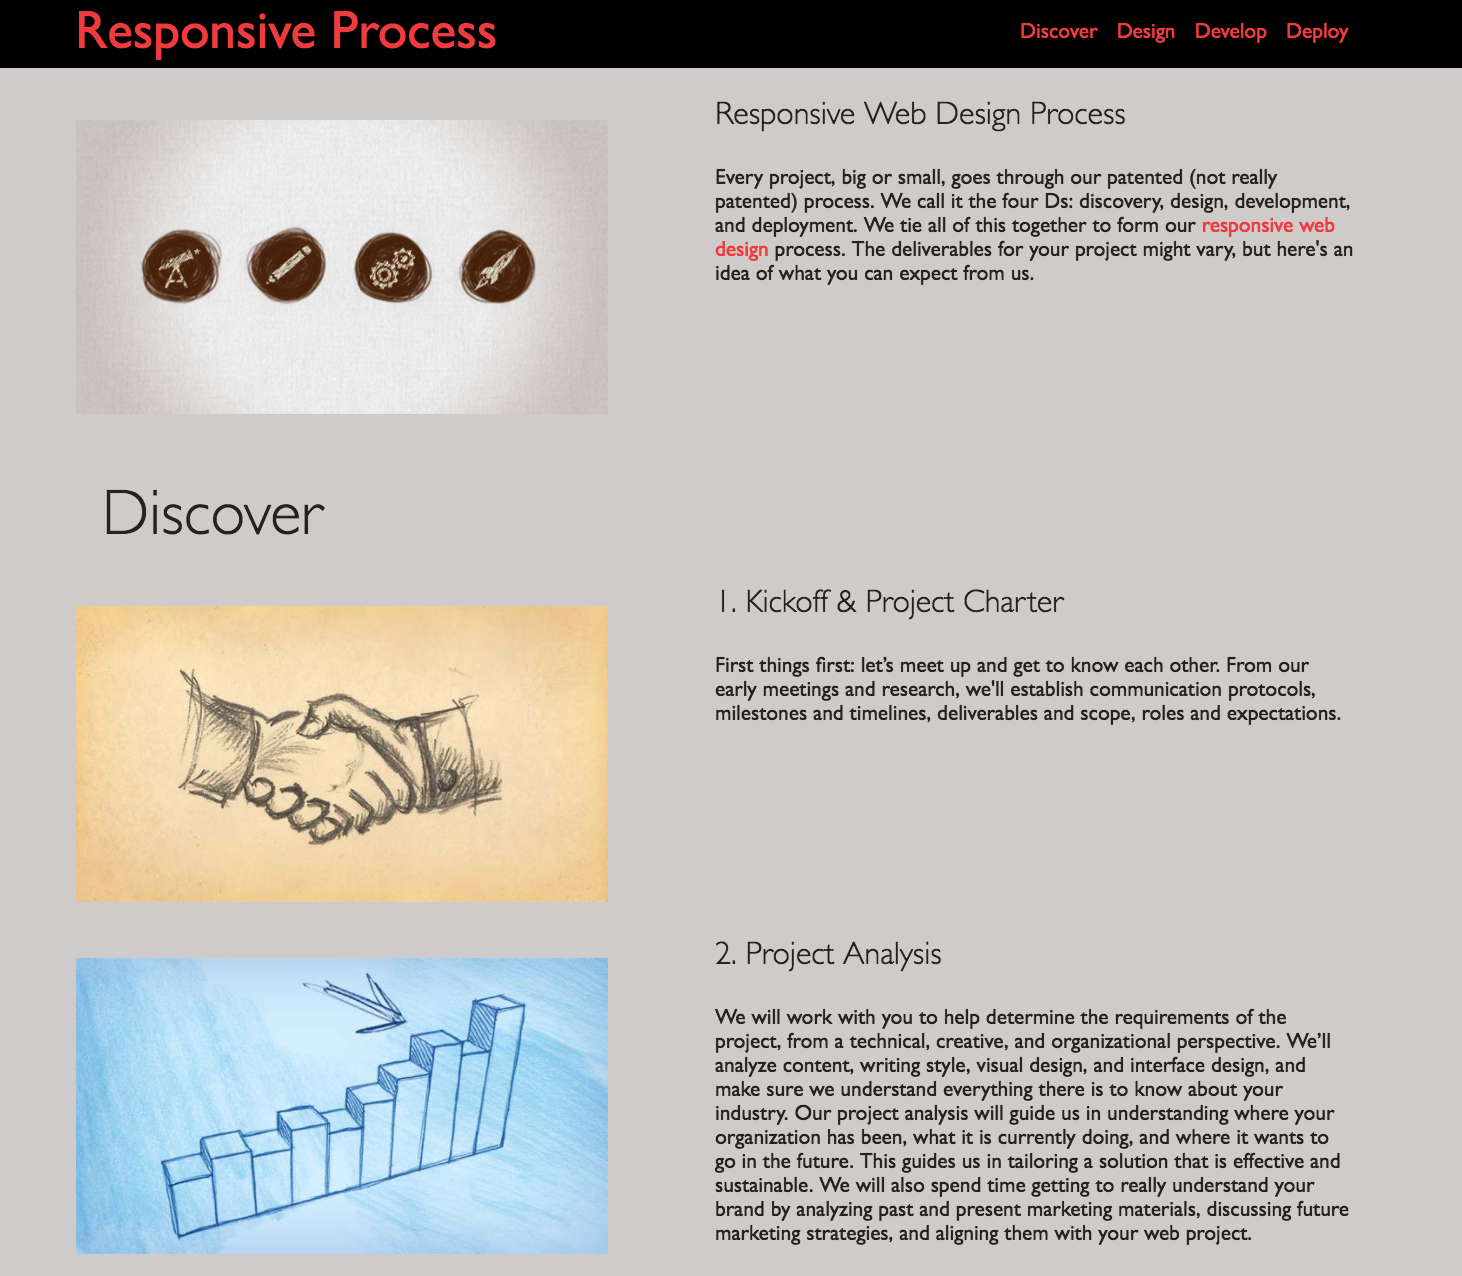 Responsive Process
Discover Design Develop Deploy
Responsive Web Design Process
Every project, big or small, goes through our patented (not really
patented) process. We call it the four Ds: discovery, design, development,
and deployment. We tie all of this together to form our responsive web
design process. The deliverables for your project might vary, but here's an
idea of what you can expect from us.
Discover
1. Kickoff & Project Charter
First things first: let’s meet up and get to know each other. From our
early meetings and research, we'll establish communication protocols,
milestones and timelines, deliverables and scope, roles and expectations.
2. Project Analysis
We will work with you to help determine the requirements of the
project, from a technical, creative, and organizational perspective. We’ll
analyze content, writing style, visual design, and interface design, and
make sure we understand everything there is to know about your
industry. Our project analysis will guide us in understanding where your
organization has been, what it is currently doing, and where it wants to
go in the future. This guides us in tailoring a solution that is effective and
sustainable. We will also spend time getting to really understand your
brand by analyzing past and present marketing materials, discussing future
marketing strategies, and aligning them with your web project.